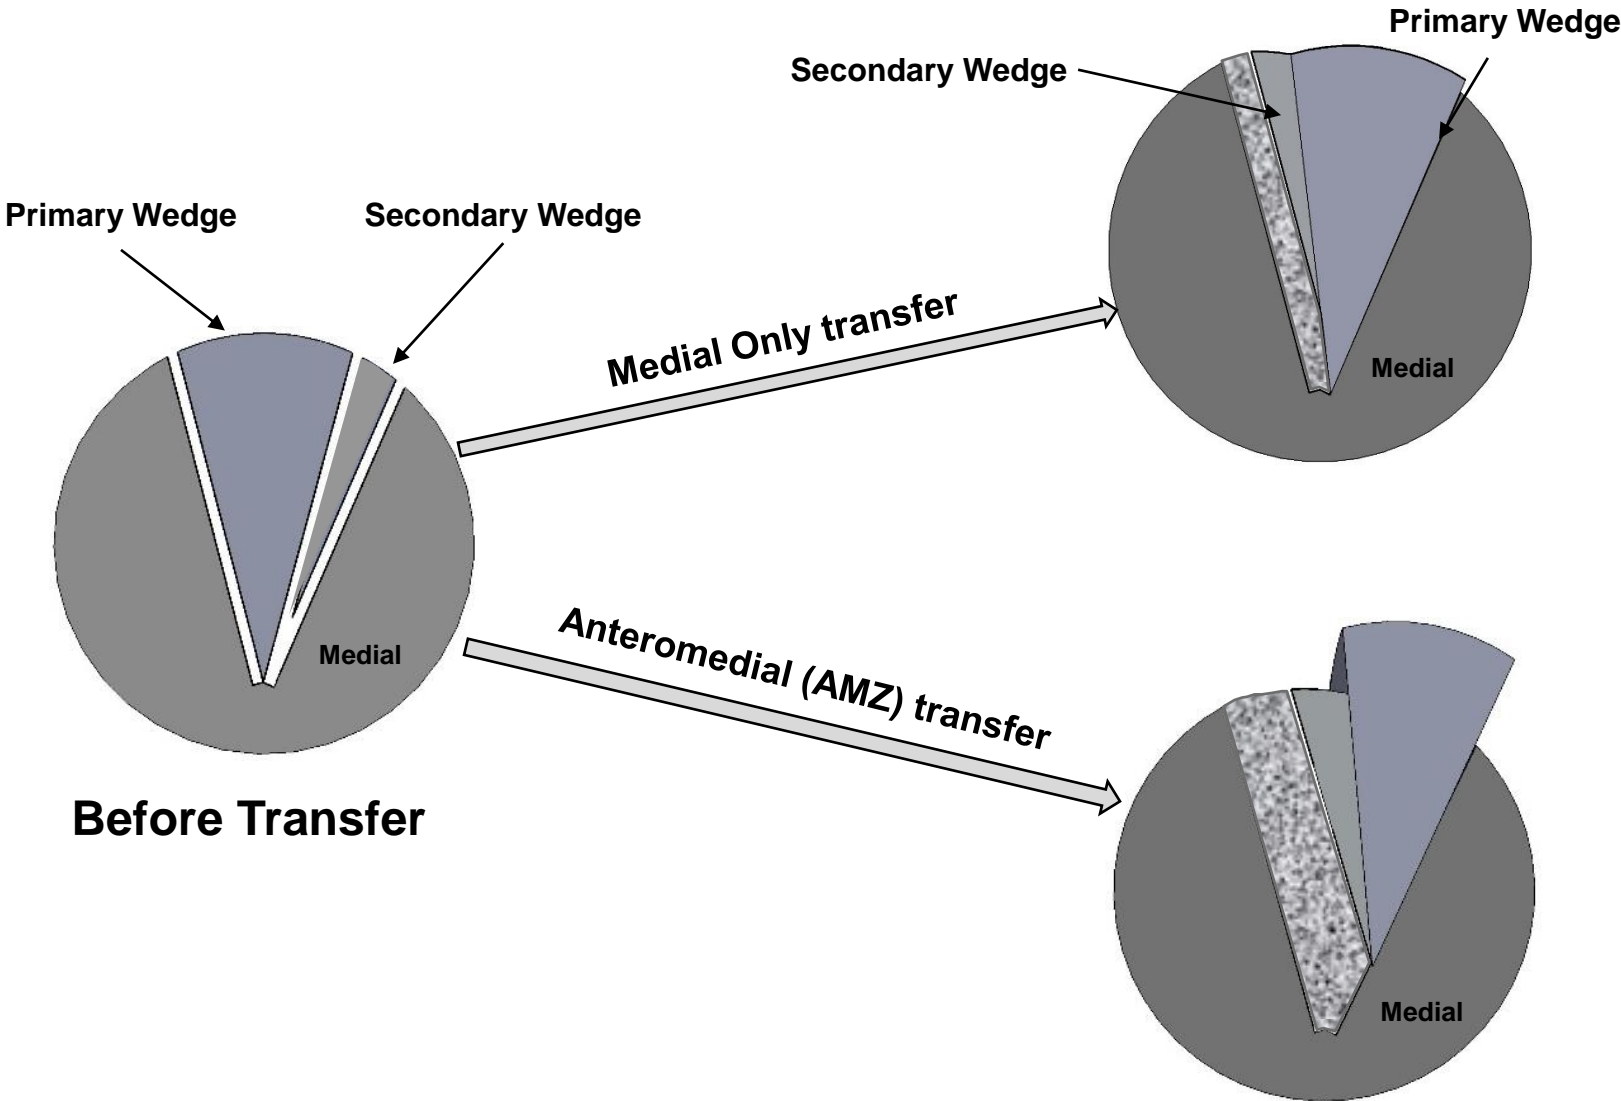 Primary Wedge
Secondary Wedge
Primary Wedge
Secondary Wedge
Medial Only transfer
Medial
Medial
Anteromedial (AMZ) transfer
Before Transfer
Medial